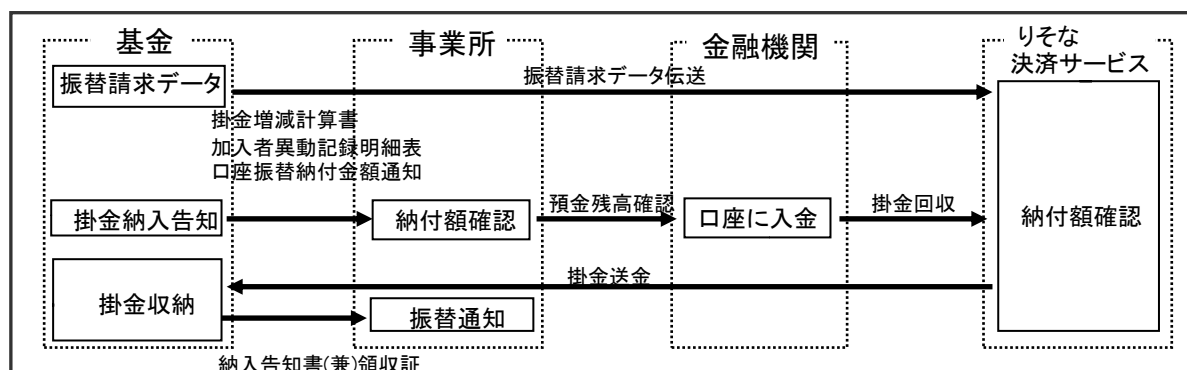 基金
事業所
金融機関
りそな
決済サービス
振替請求データ
振替請求データ伝送
掛金増減計算書
加入者異動記録明細表
口座振替納付金額通知
掛金納入告知
納付額確認
預金残高確認
口座に入金
掛金回収
納付額確認
掛金送金
掛金収納
振替通知
納入告知書(兼)領収証